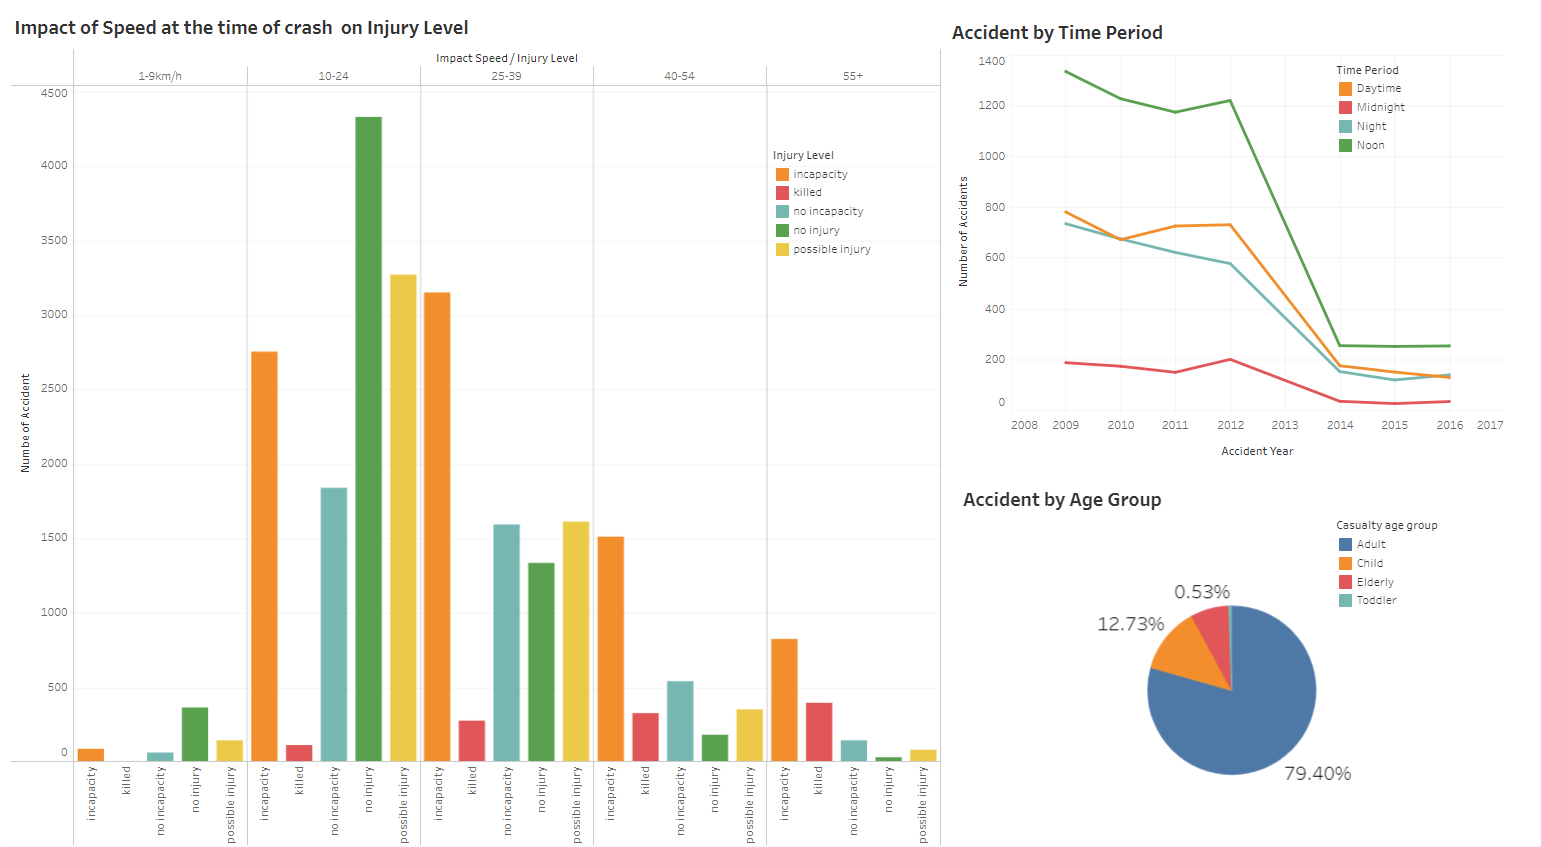 Impact of Speed at the time of crash  on Injury Level
Impact Speed / Injury Level
1-9km/h
10-24
25-39
40-54
55+
4500
4000
3500
3000
2500
2000
1500
1000
500
0
Numbe of Accident
Injury Level
incapacity
killed
no incapacity
no injury
possible injury
incapacity
killed
no incapacity
no injury
possible injury
incapacity
killed
no incapacity
no injury
possible injury
incapacity
killed
no incapacity
no injury
possible injury
incapacity
killed
no incapacity
no injury
possible injury
incapacity
killed
no incapacity
no injury
possible injury
Accident by Time Period
1400
1200
1000
800
600
400
200
0
Number of Accidents
Time Period
Daytime
Midnight
Night
Noon
2008
2009
2010
2011
2012
2013
2014
2015
2016
2017
Accident Year
Accident by Age Group
Casualty age group
Adult
Child
Elderly
Toddler
0.53%
12.73%
79.40%